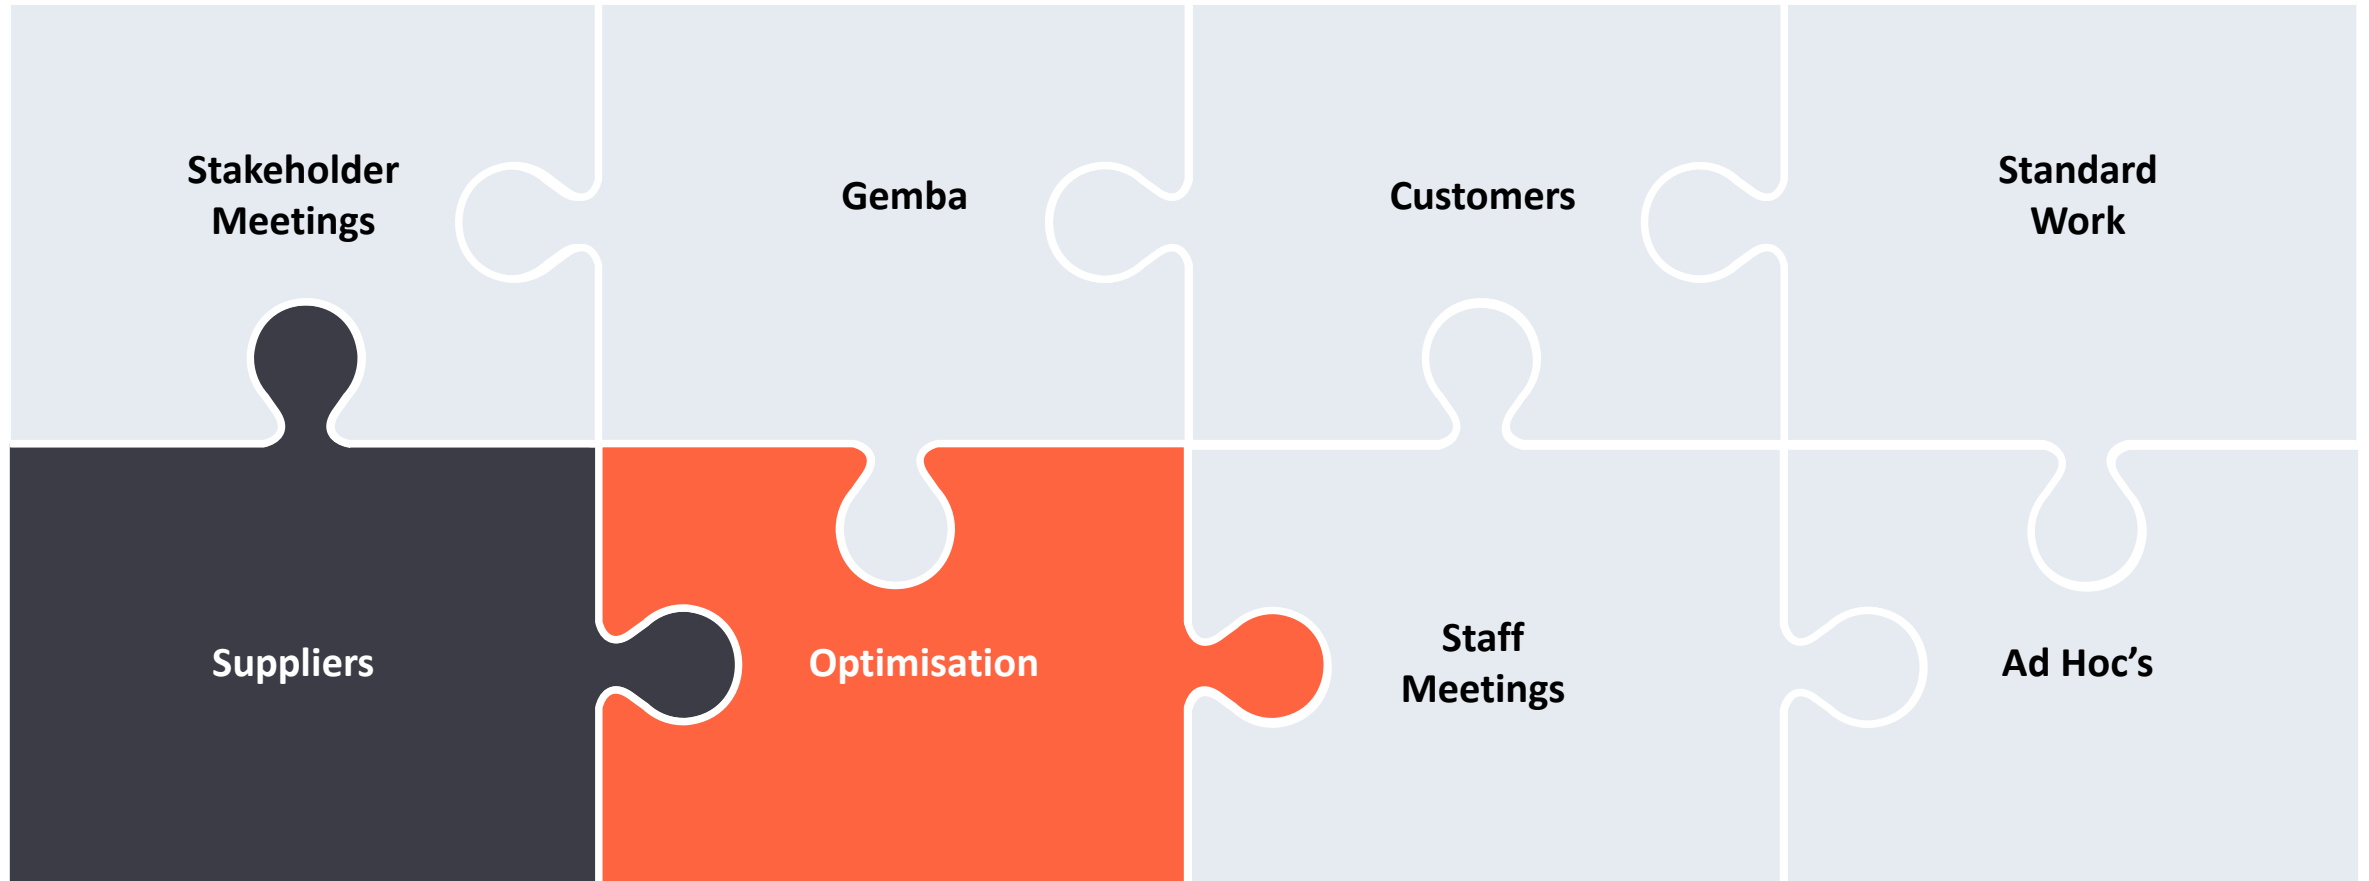 Stakeholder
Meetings
Gemba
Customers
Standard
Work
Suppliers
Optimisation
Staff
Meetings
Ad Hoc’s